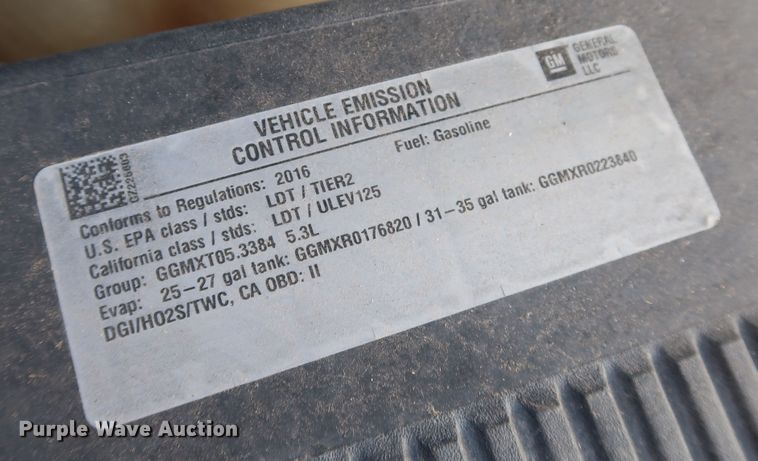 GM
GENERAL
MOTORS
LLC
VEHICLE EMISSION
CONTROL INFORMATION
Conforms to Regulations: 2016 Fuel: Gasoline
U.S. EPA class / stds: LDT / TIER2
California class / stds: LDT / ULEV125
Group: GGMXT05.3384 5.3L
Evap: 25-27 gal tank: GGMXR0176820 / 31-35 gal tank: GGMXR0223840
DGI/HO2S/TWC, CA OBD: II
Purple Wave Auction